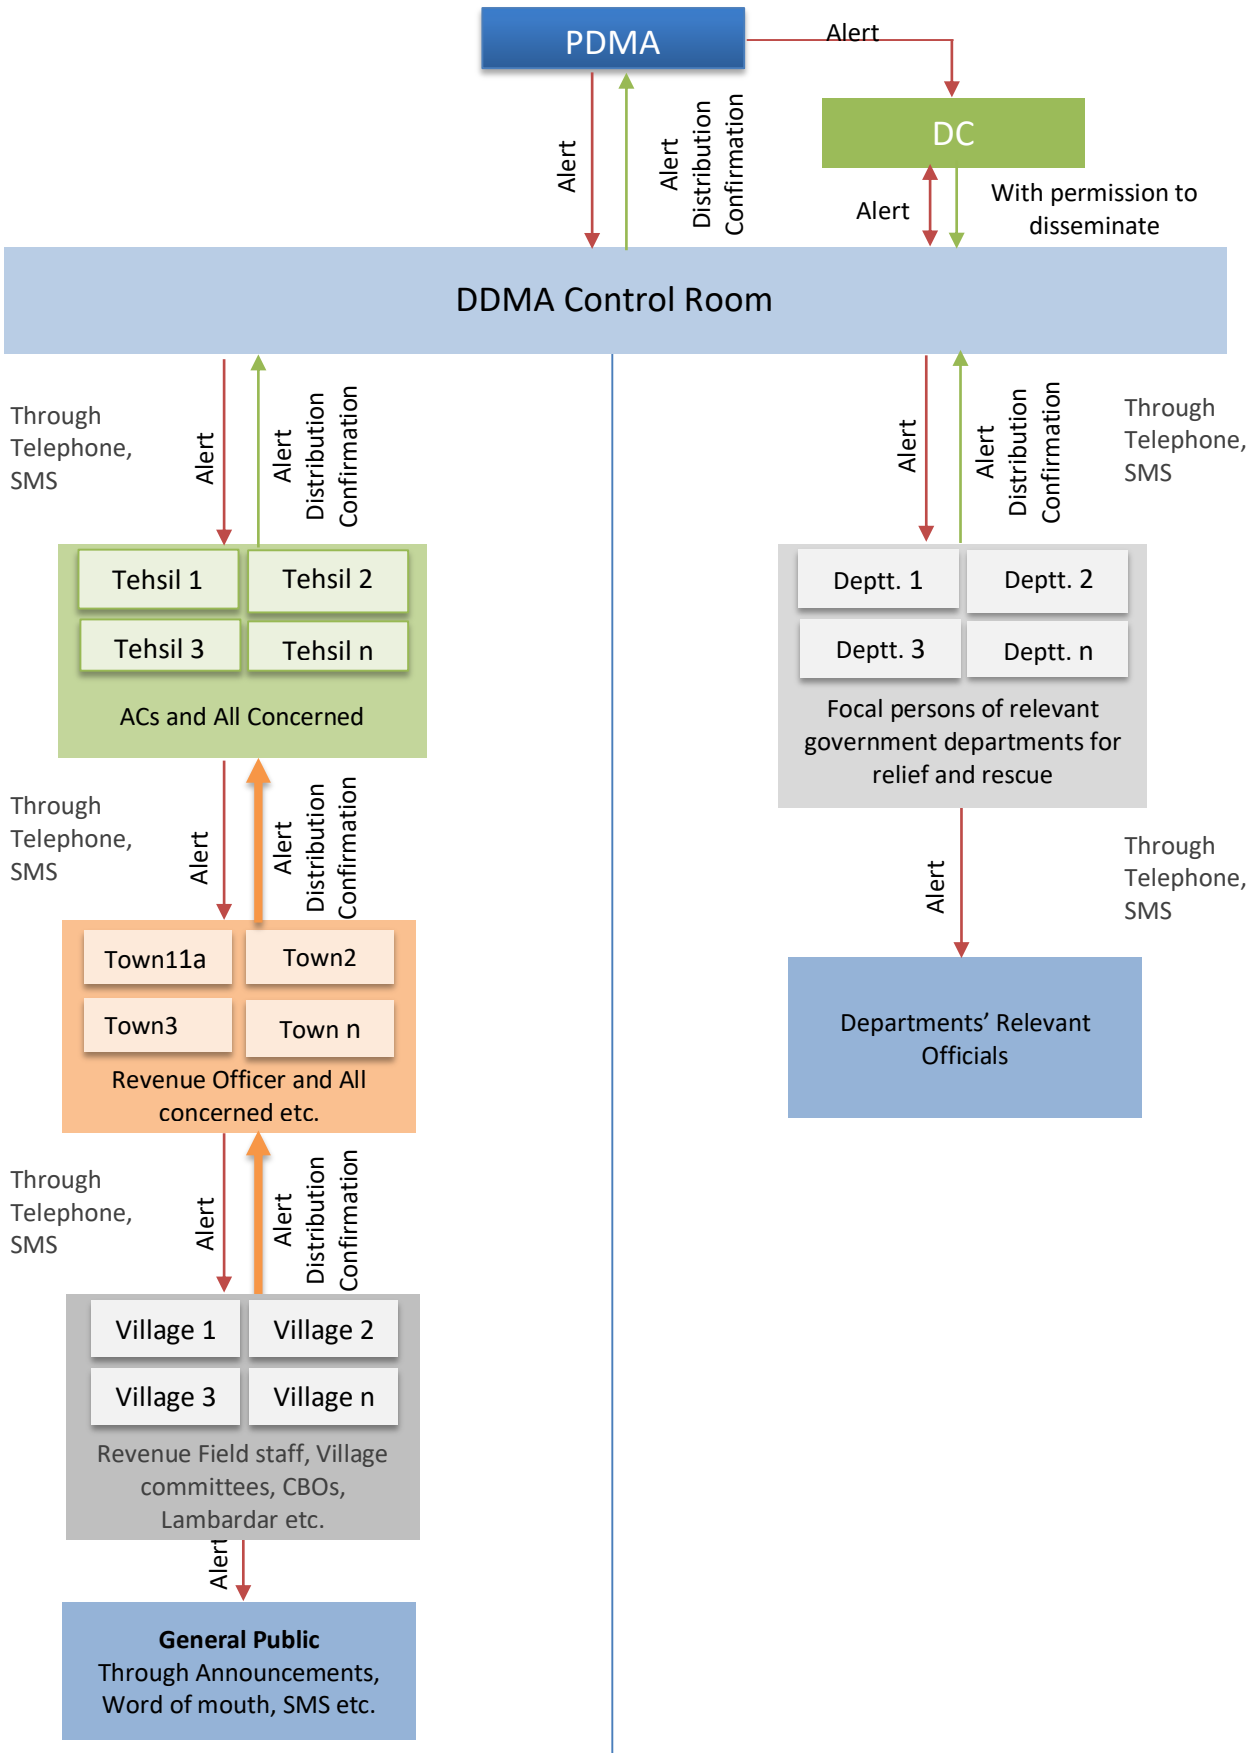 PDMA
Alert
DC
Alert
Alert
Distribution
Confirmation
Alert
With permission to
disseminate
DDMA Control Room
Through
Telephone,
SMS
Alert
Alert
Distribution
Confirmation
Alert
Alert
Distribution
Confirmation
Through
Telephone,
SMS
Tehsil 1
Tehsil 2
Tehsil 3
Tehsil n
ACs and All Concerned
Deptt. 1
Deptt. 2
Deptt. 3
Deptt. n
Focal persons of relevant
government departments for
relief and rescue
Through
Telephone,
SMS
Alert
Alert
Distribution
Confirmation
Alert
Through
Telephone,
SMS
Town11a
Town2
Town3
Town n
Revenue Officer and All
concerned etc.
Departments’ Relevant
Officials
Through
Telephone,
SMS
Alert
Alert
Distribution
Confirmation
Village 1
Village 2
Village 3
Village n
Revenue Field staff, Village
committees, CBOs,
Lambardar etc.
Alert
General Public
Through Announcements,
Word of mouth, SMS etc.